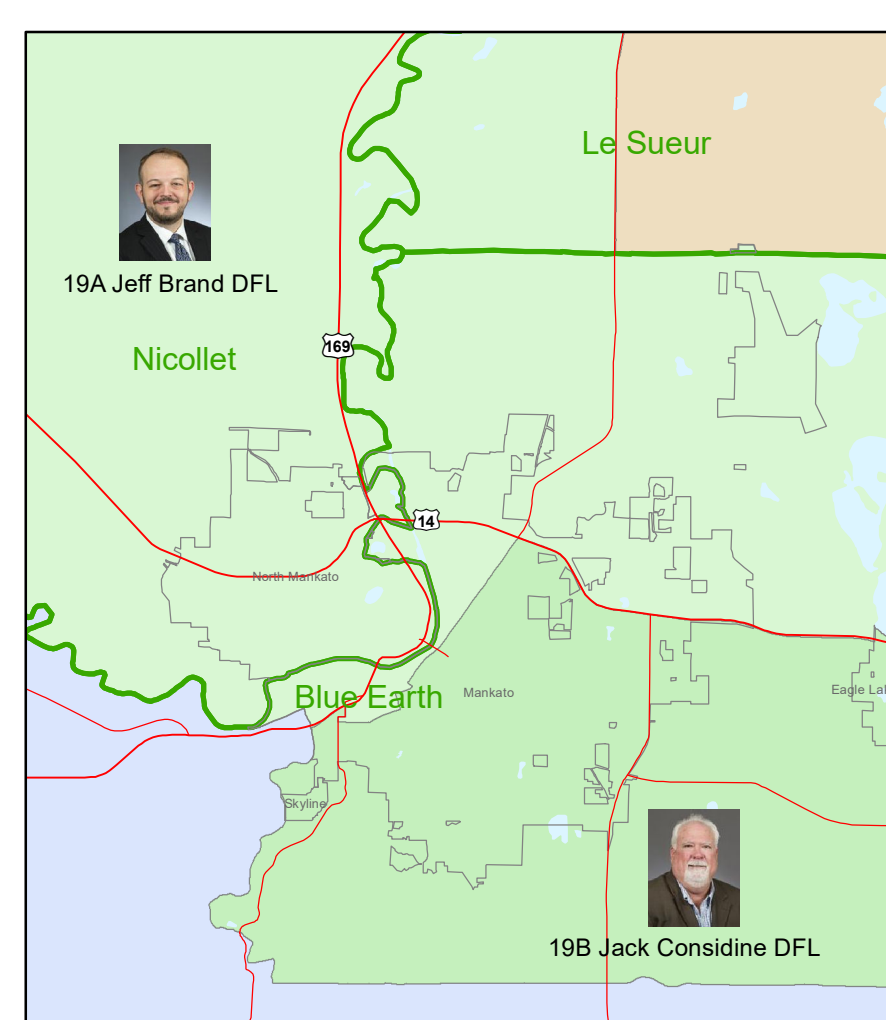 Le Sueur
19A Jeff Brand DFL
169
Nicollet
14
North Mankato
Blue Earth
Mankato
Eagle La
Skyline
19B Jack Considine DFL